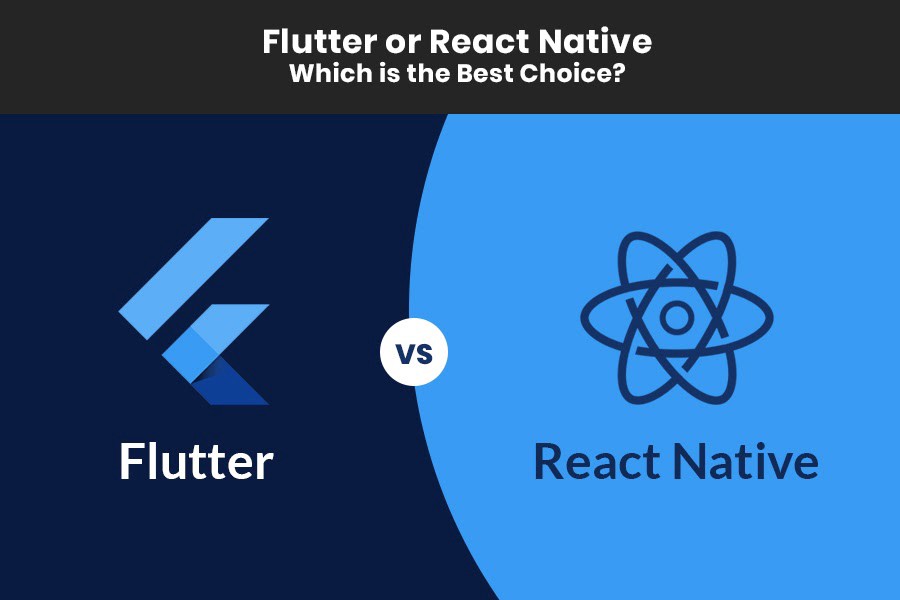 Flutter or React Native
Which is the Best Choice?
vs
Flutter
React Native